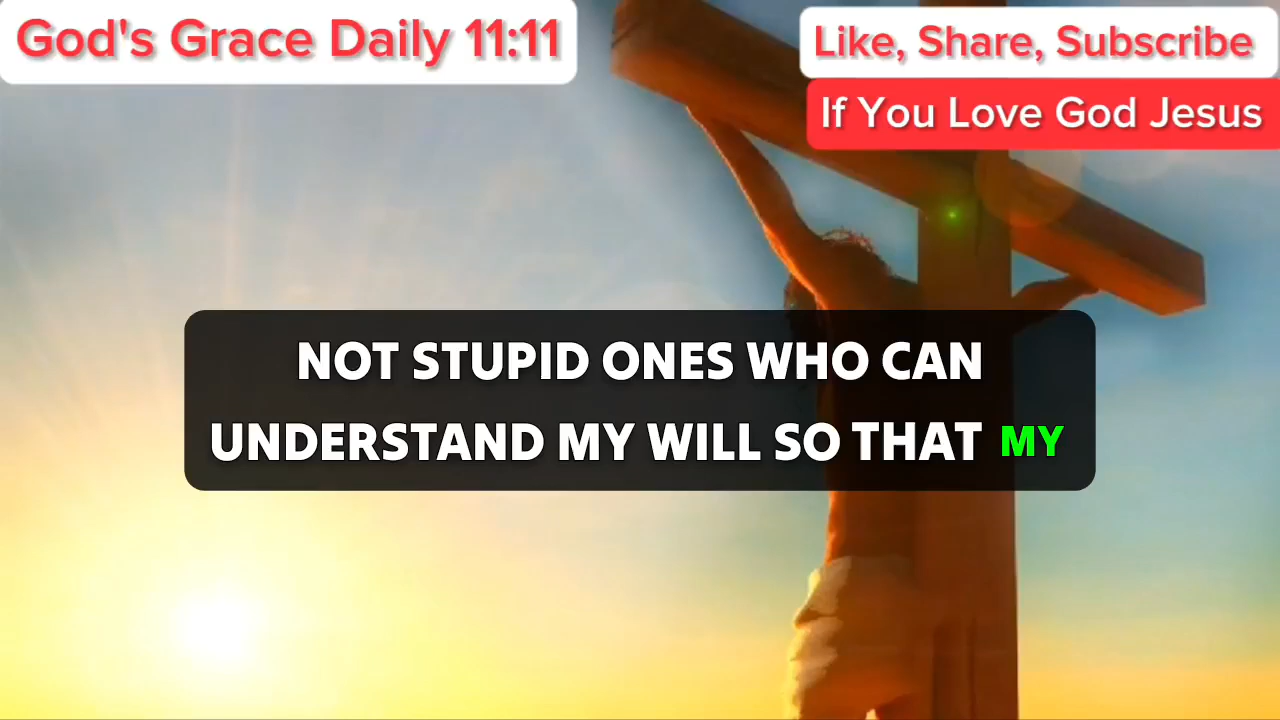 God's Grace Daily 11:11
Like, Share, Subscribe
If You Love God Jesus
NOT STUPID ONES WHO CAN
UNDERSTAND MY WILL SO THAT MY